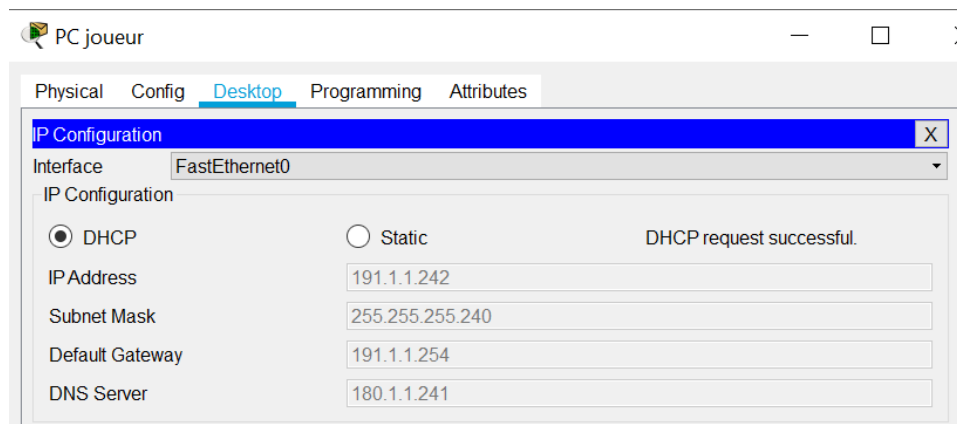 PC joueur
Physical Config Desktop Programming Attributes
IP Configuration X
Interface FastEthernet0
IP Configuration
DHCP Static DHCP request successful.
IP Address 191.1.1.242
Subnet Mask 255.255.255.240
Default Gateway 191.1.1.254
DNS Server 180.1.1.241